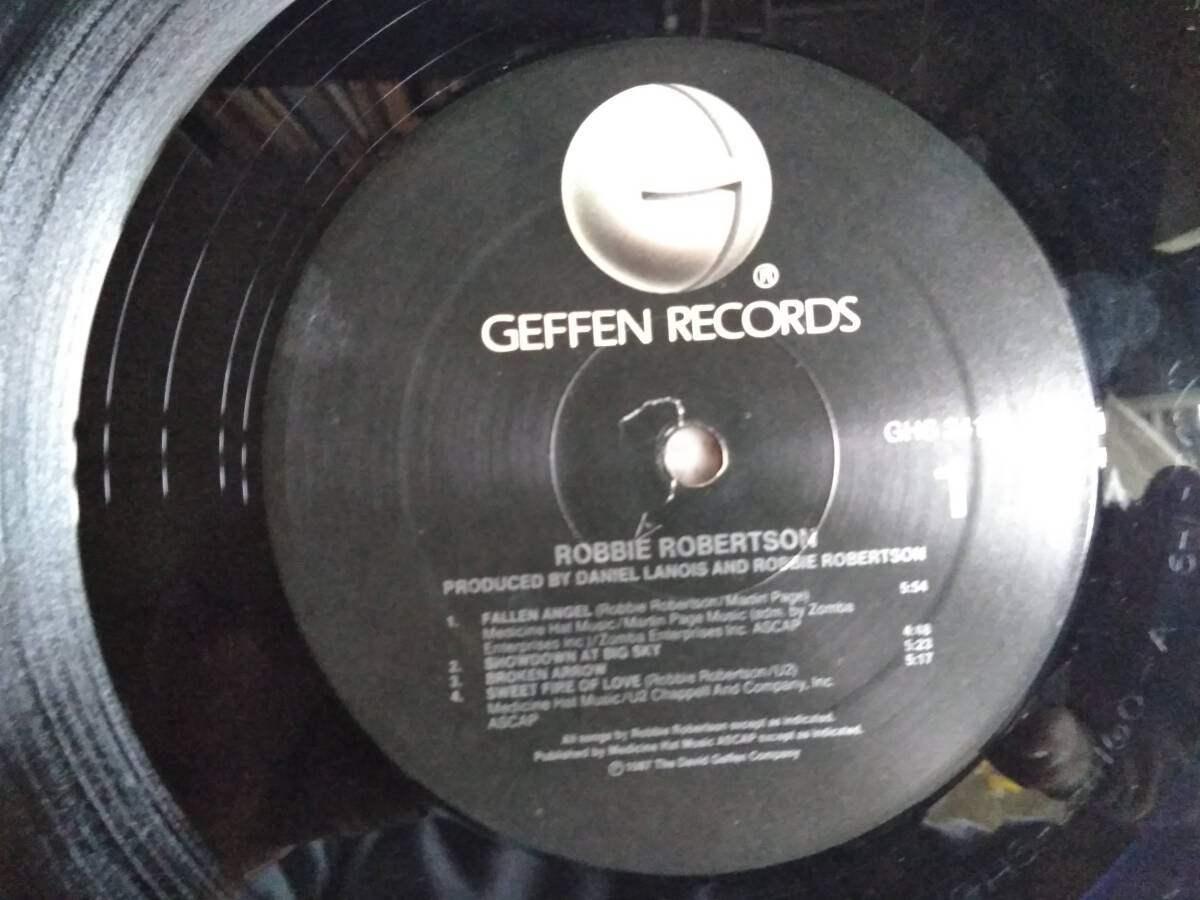 ®
GEFFEN RECORDS
1
ROBBIE ROBERTSON
PRODUCED BY DANIEL LANOIS AND ROBBIE ROBERTSON
1. FALLEN ANGEL (Robbie Robertson/Martin Page) 5:54
Medicine Hat Music/Martin Page Music (adm. by Zomba
Enterprises Inc.)/Zomba Enterprises Inc. ASCAP
2. SHOWDOWN AT BIG SKY 4:48
3. BROKEN ARROW 5:23
4. SWEET FIRE OF LOVE (Robbie Robertson/U2) 5:17
Medicine Hat Music/U2 Chappell And Company, Inc.
ASCAP
All songs by Robbie Robertson except as indicated.
Published by Medicine Hat Music ASCAP except as indicated.
℗ 1987 The David Geffen Company